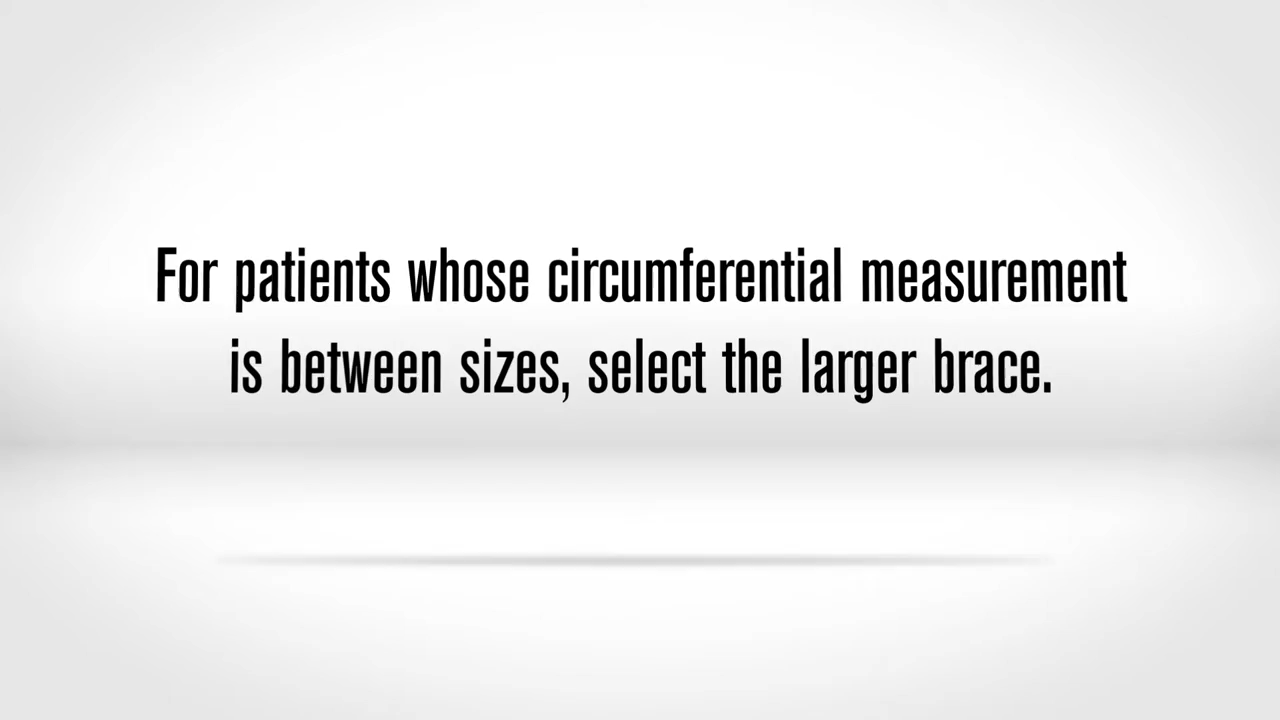 For patients whose circumferential measurement
is between sizes, select the larger brace.